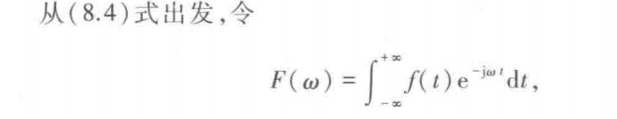 从(8.4)式出发,令
F(ω) = ∫_{-∞}^{+∞} f(t)e^{-jωt}dt,